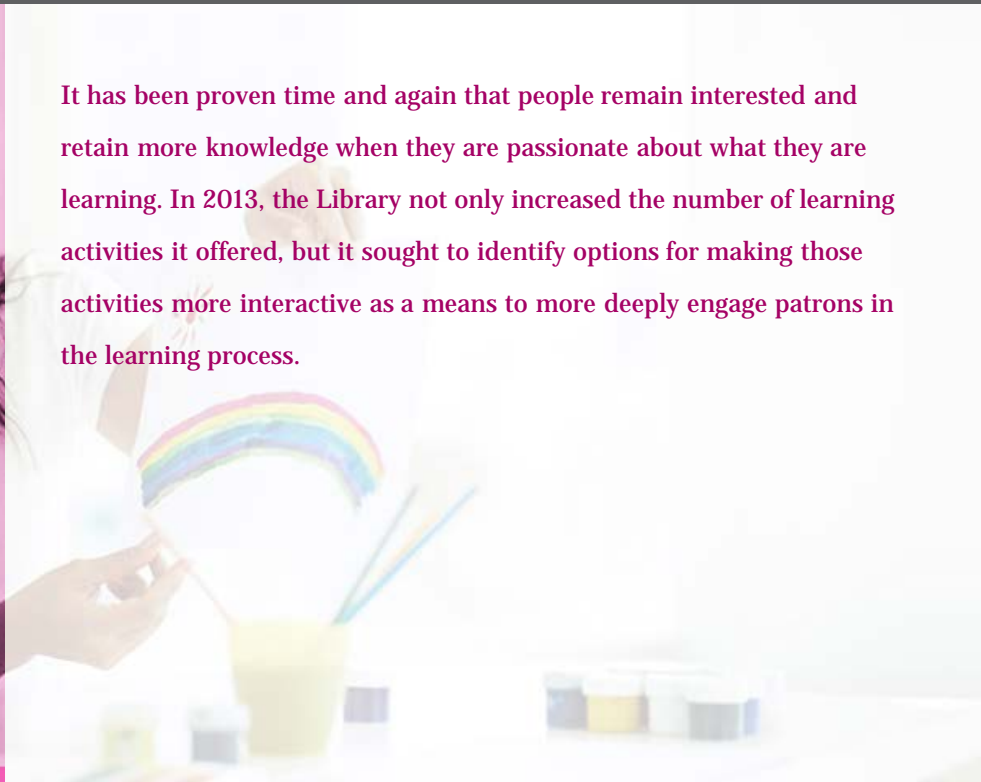 It has been proven time and again that people remain interested and
retain more knowledge when they are passionate about what they are
learning. In 2013, the Library not only increased the number of learning
activities it offered, but it sought to identify options for making those
activities more interactive as a means to more deeply engage patrons in
the learning process.